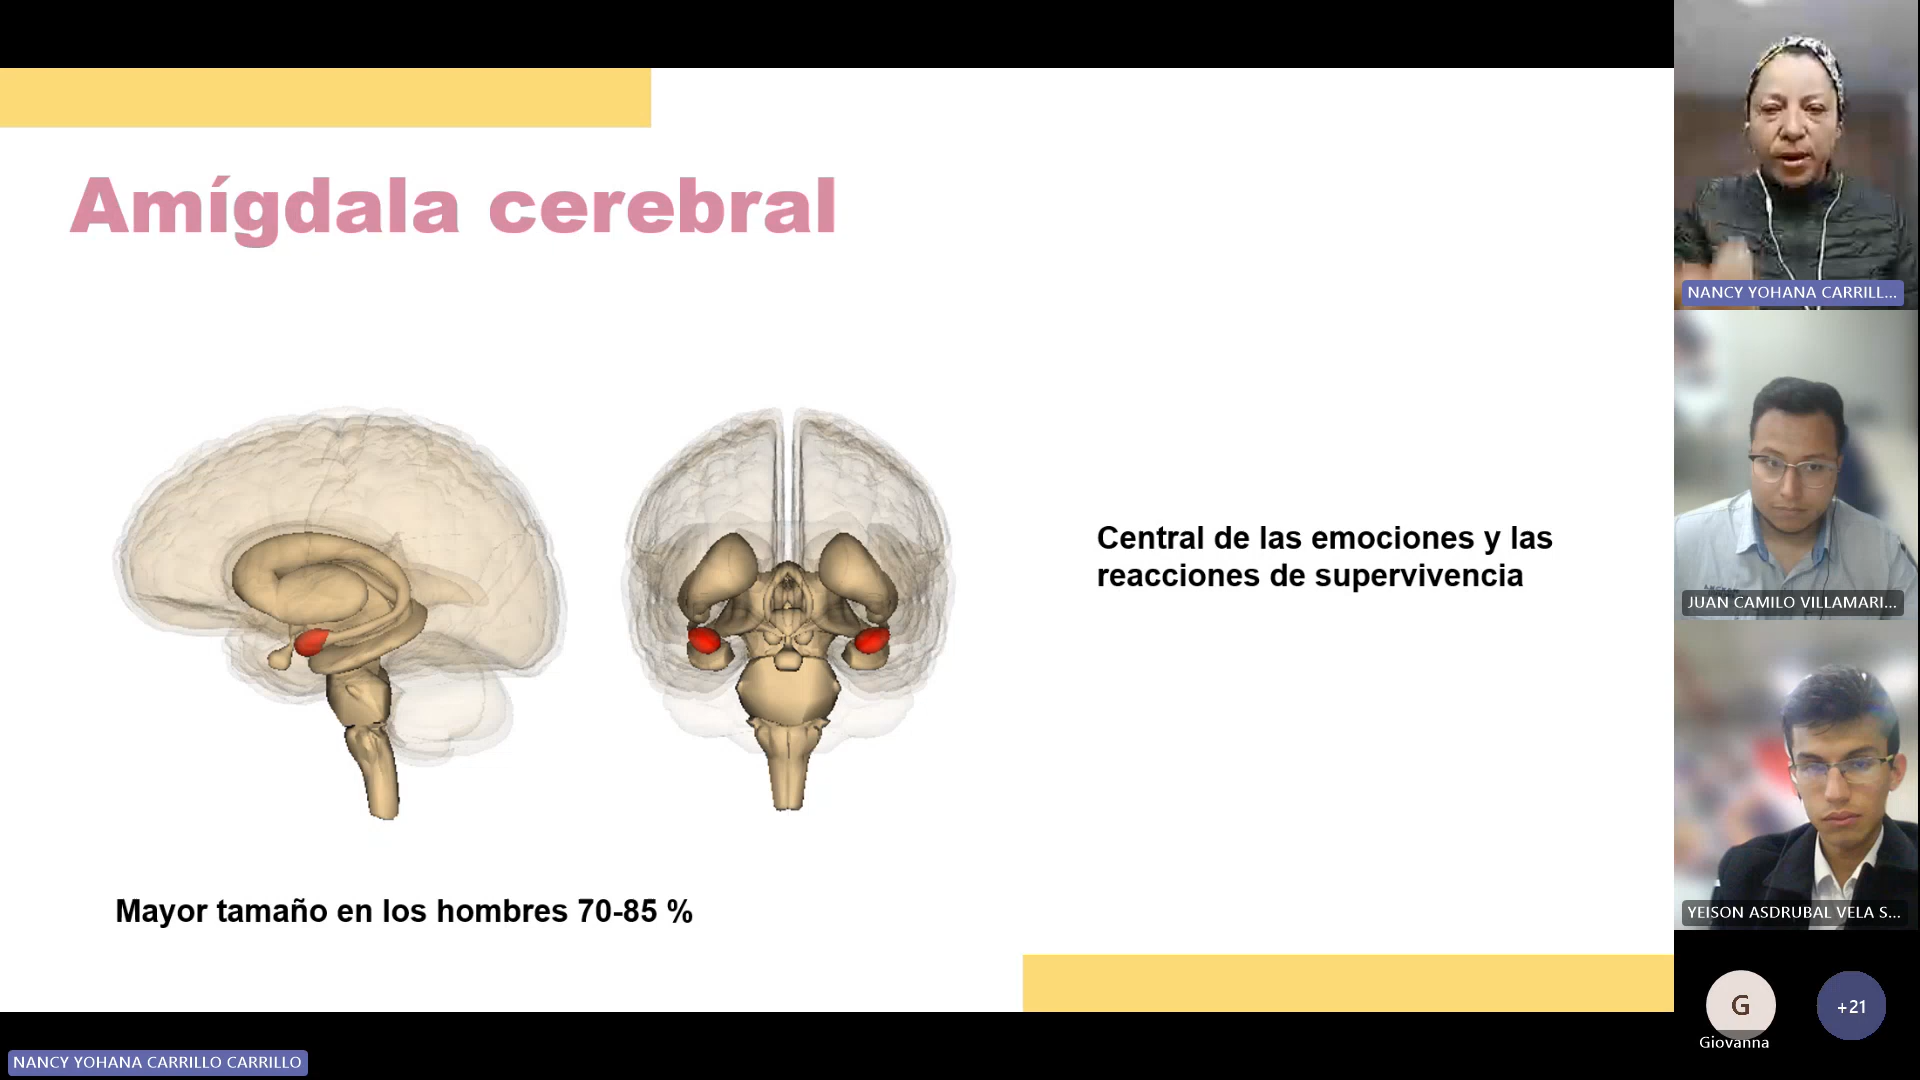 Amígdala cerebral
Central de las emociones y las
reacciones de supervivencia
Mayor tamaño en los hombres 70-85 %
NANCY YOHANA CARRILL...
JUAN CAMILO VILLAMARI...
YEISON ASDRUBAL VELA S...
G
+21
Giovanna
NANCY YOHANA CARRILLO CARRILLO